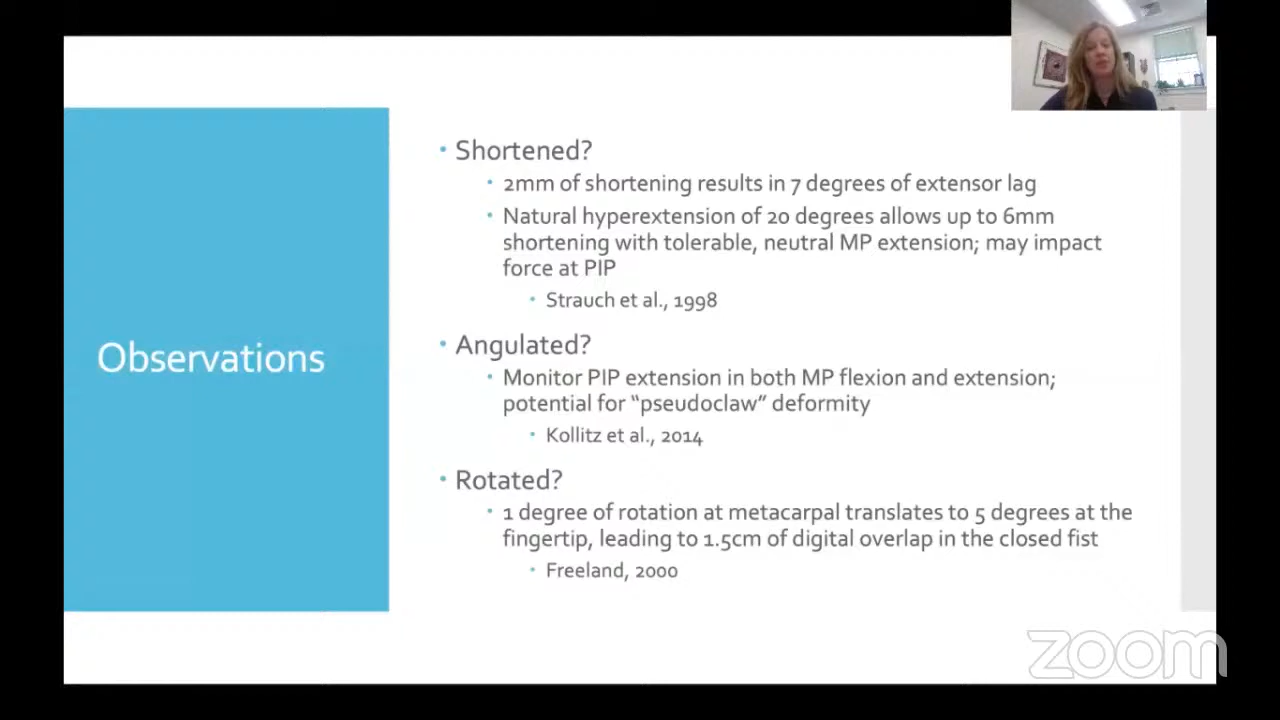 Observations
Shortened?
2mm of shortening results in 7 degrees of extensor lag
Natural hyperextension of 20 degrees allows up to 6mm
shortening with tolerable, neutral MP extension; may impact
force at PIP
Strauch et al., 1998
Angulated?
Monitor PIP extension in both MP flexion and extension;
potential for “pseudoclaw” deformity
Kollitz et al., 2014
Rotated?
1 degree of rotation at metacarpal translates to 5 degrees at the
fingertip, leading to 1.5cm of digital overlap in the closed fist
Freeland, 2000
zoom